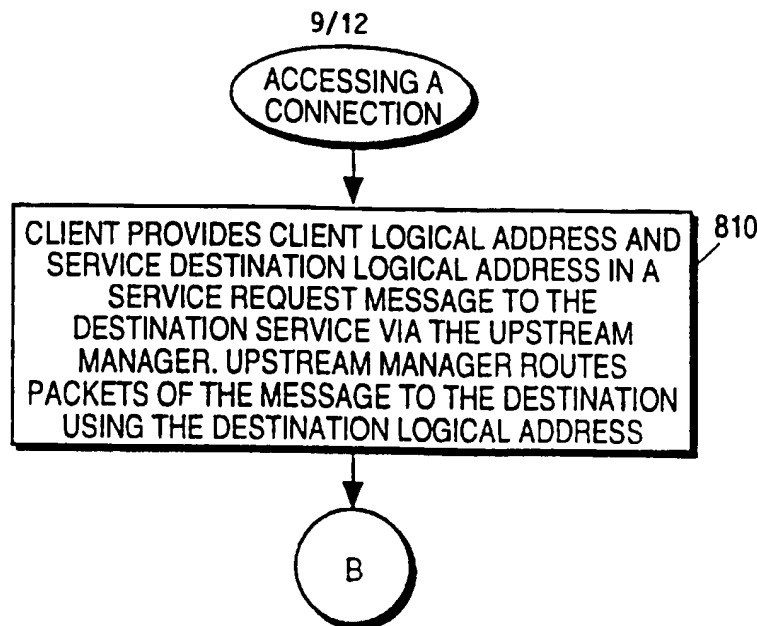 9/12
ACCESSING A
CONNECTION
CLIENT PROVIDES CLIENT LOGICAL ADDRESS AND
SERVICE DESTINATION LOGICAL ADDRESS IN A
SERVICE REQUEST MESSAGE TO THE
DESTINATION SERVICE VIA THE UPSTREAM
MANAGER. UPSTREAM MANAGER ROUTES
PACKETS OF THE MESSAGE TO THE DESTINATION
USING THE DESTINATION LOGICAL ADDRESS
810
B